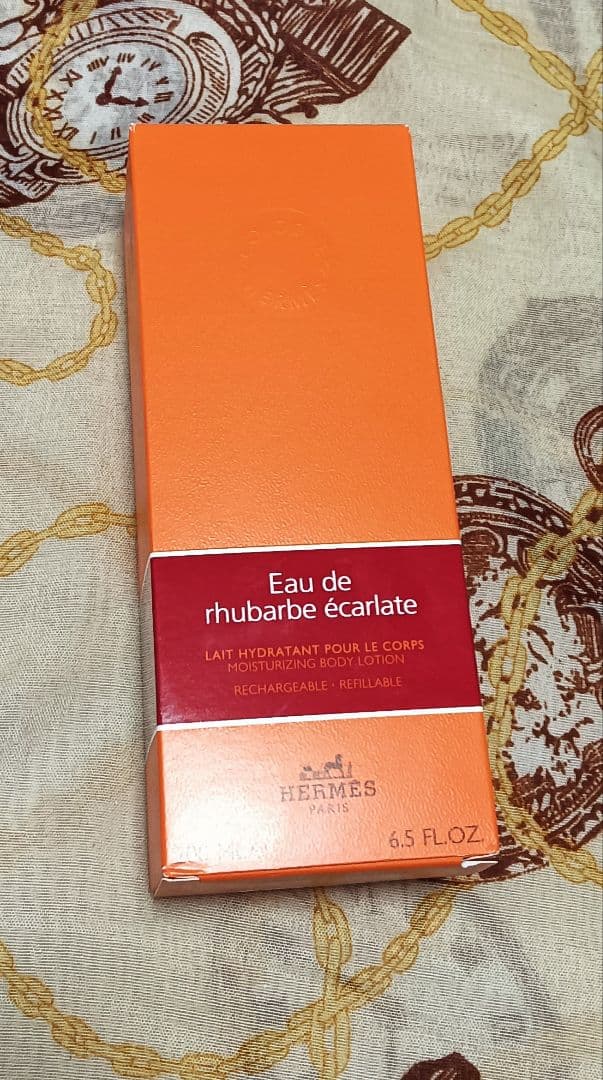 Eau de
rhubarbe écarlate
LAIT HYDRATANT POUR LE CORPS
MOISTURIZING BODY LOTION
RECHARGEABLE · REFILLABLE
HERMÈS
PARIS
6.5 FL.OZ.